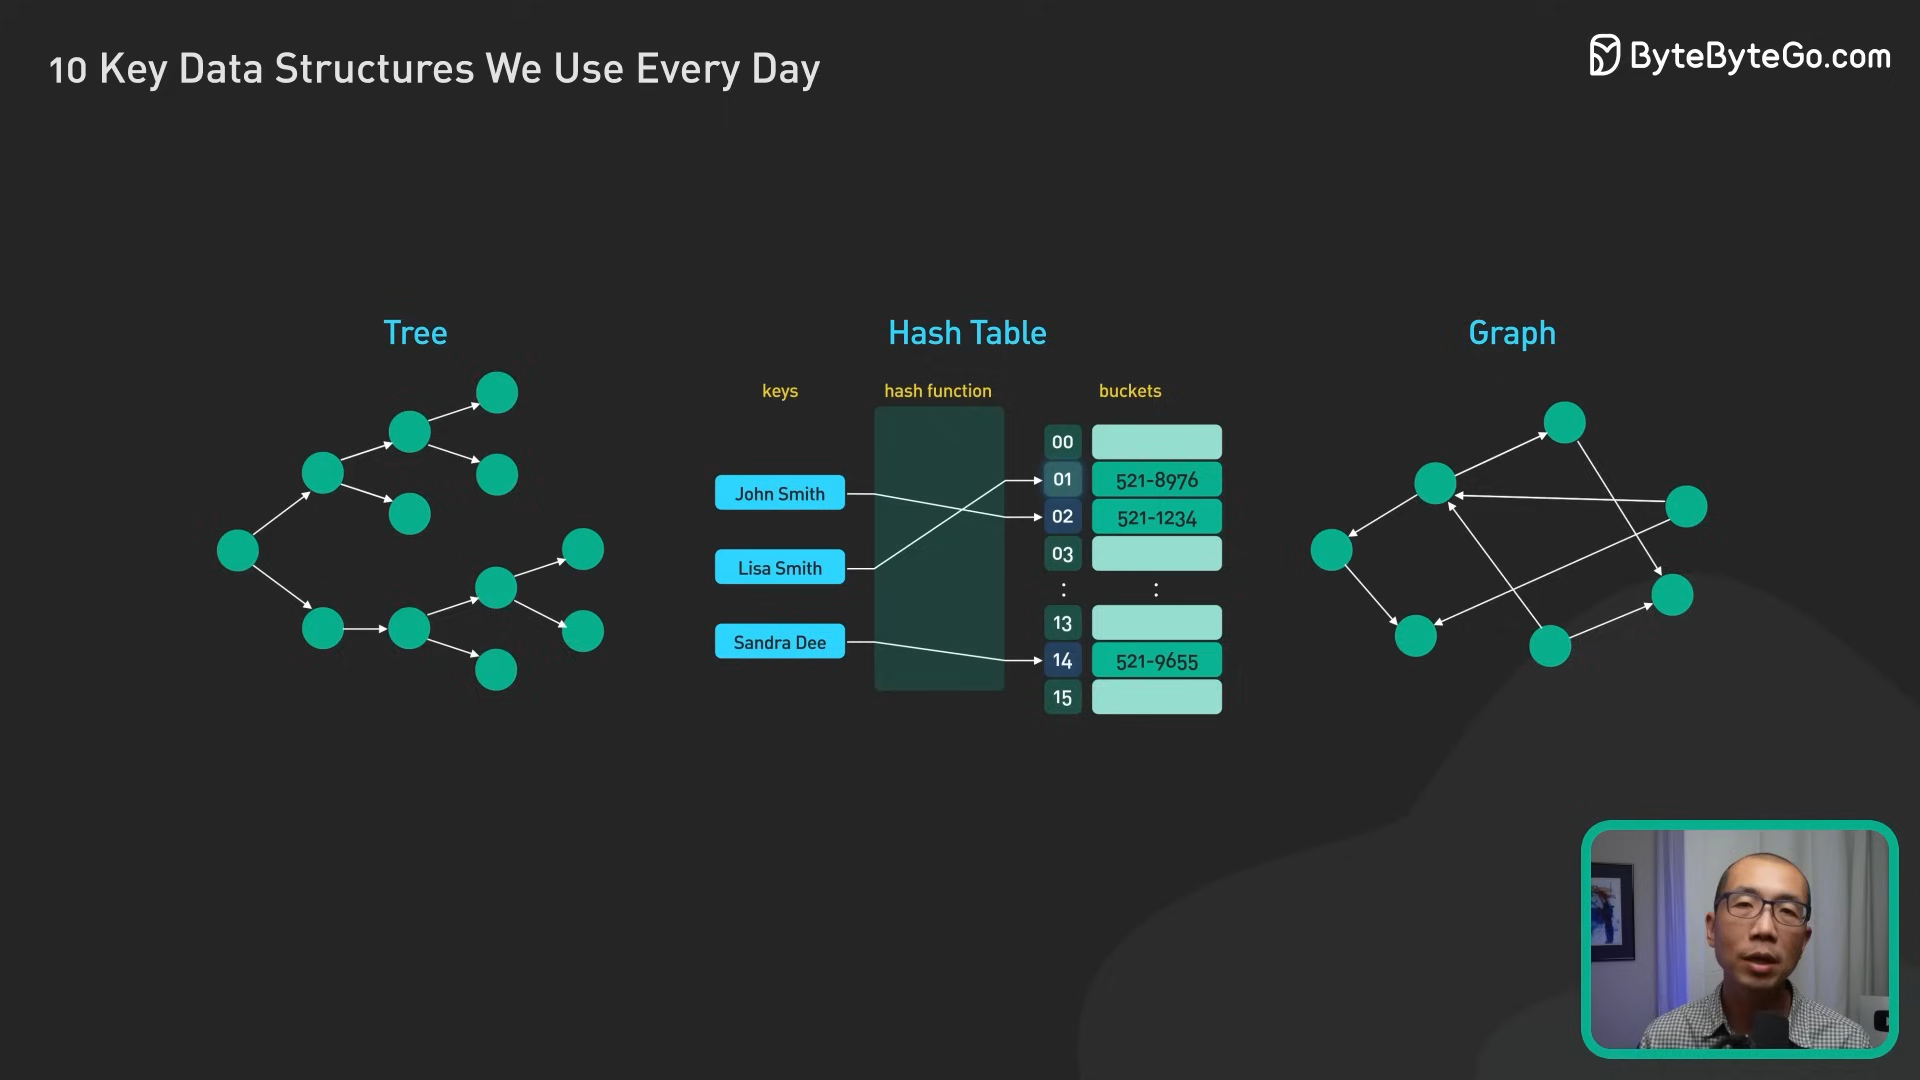 10 Key Data Structures We Use Every Day
ByteByteGo.com
Tree
Hash Table
Graph
keys
hash function
buckets
John Smith
Lisa Smith
Sandra Dee
00
01 521-8976
02 521-1234
03
: :
13
14 521-9655
15